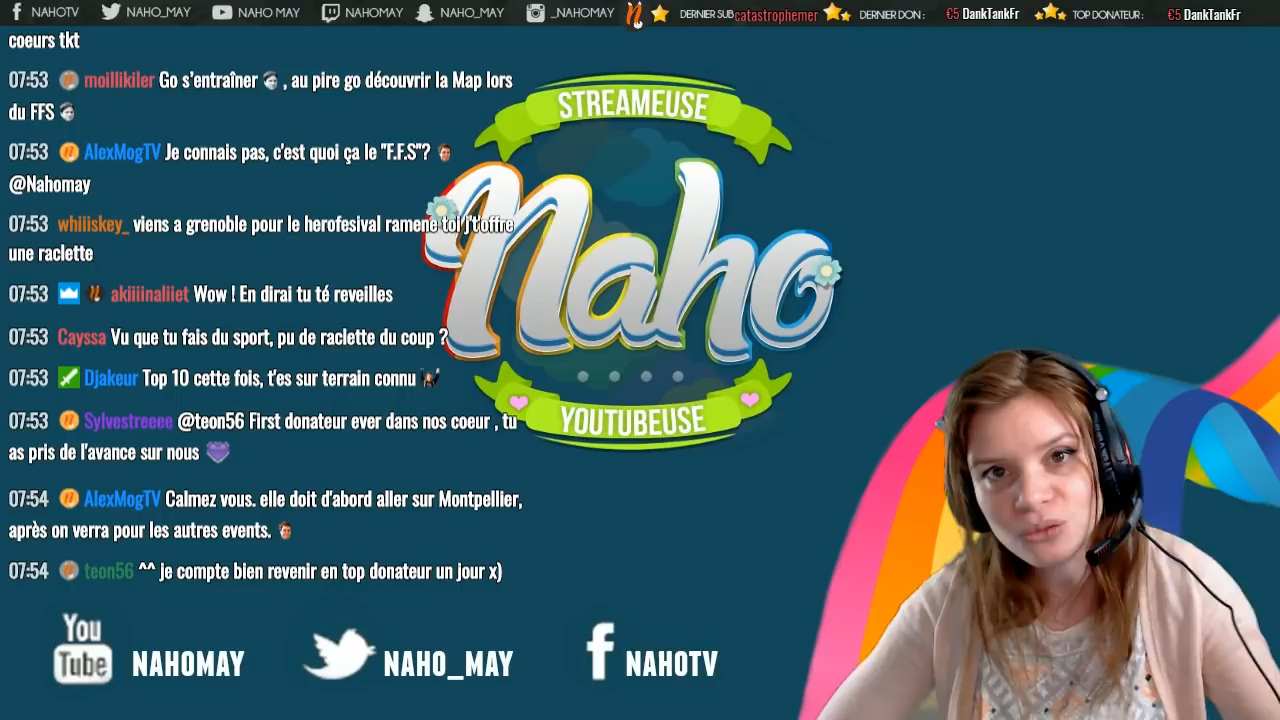 NAHOTV NAHO_MAY NAHO MAY NAHOMAY NAHO_MAY _NAHOMAY DERNIER SUB catastrophemer DERNIER DON : €5 DankTankFr TOP DONATEUR : €5 DankTankFr
coeurs tkt
07:53 moillikiler Go s'entraîner , au pire go découvrir la Map lors
du FFS
07:53 AlexMogTV Je connais pas, c'est quoi ça le "F.F.S"?
@Nahomay
07:53 whiiiskey_ viens a grenoble pour le herofesival ramene toi j't'offre
une raclette
07:53 akiiiinaliiet Wow ! En dirai tu té reveilles
07:53 Cayssa Vu que tu fais du sport, pu de raclette du coup ?
07:53 Djakeur Top 10 cette fois, t'es sur terrain connu
07:53 Sylvestreeee @teon56 FIrst donateur ever dans nos coeur , tu
as pris de l'avance sur nous
07:54 AlexMogTV Calmez vous. elle doit d'abord aller sur Montpellier,
après on verra pour les autres events.
07:54 teon56 ^^ je compte bien revenir en top donateur un jour x)
STREAMEUSE
Naho
YOUTUBEUSE
You
Tube NAHOMAY NAHO_MAY NAHOTV